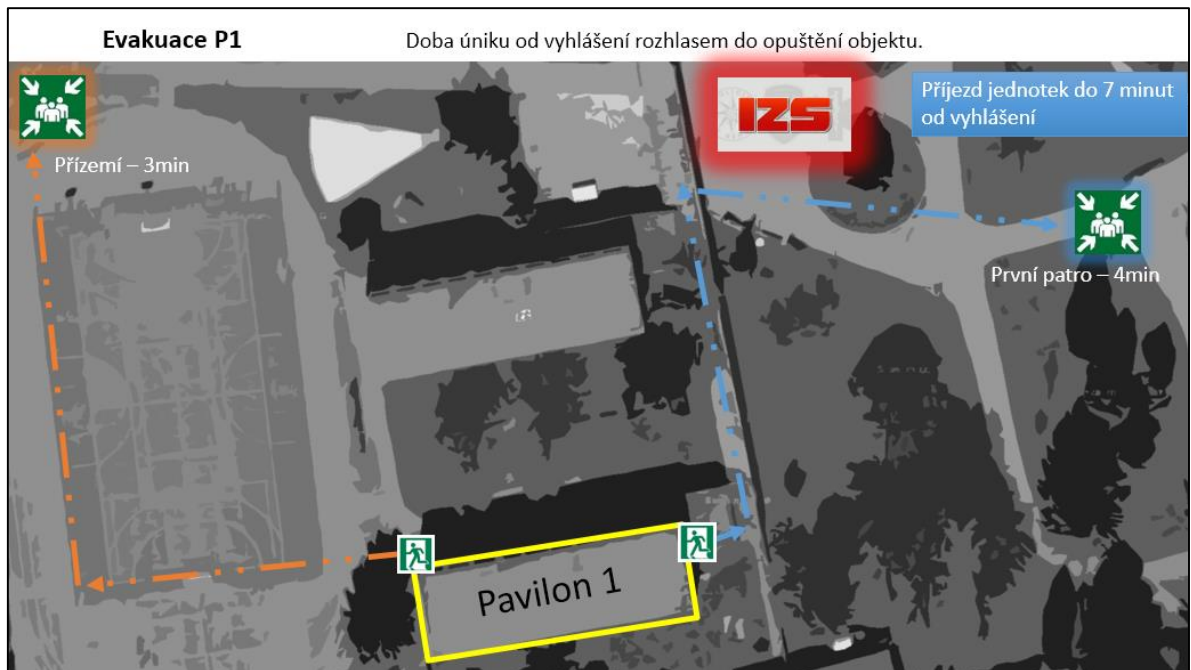 Evakuace P1
Doba úniku od vyhlášení rozhlasem do opuštění objektu.
IZS
Příjezd jednotek do 7 minut
od vyhlášení
Přízemí – 3min
První patro – 4min
Pavilon 1